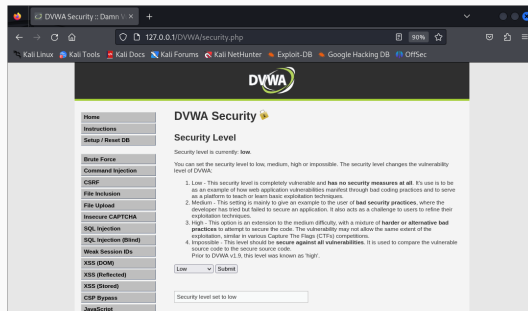 DVWA Security :: Damn V
127.0.0.1/DVWA/security.php
90%
Kali Linux
Kali Tools
Kali Docs
Kali Forums
Kali NetHunter
Exploit-DB
Google Hacking DB
OffSec
DVWA
Home
Instructions
Setup / Reset DB
Brute Force
Command Injection
CSRF
File Inclusion
File Upload
Insecure CAPTCHA
SQL Injection
SQL Injection (Blind)
Weak Session IDs
XSS (DOM)
XSS (Reflected)
XSS (Stored)
CSP Bypass
JavaScript
DVWA Security
Security Level
Security level is currently: low.
You can set the security level to low, medium, high or impossible. The security level changes the vulnerability
level of DVWA:
1. Low - This security level is completely vulnerable and has no security measures at all. It's use is to be
as an example of how web application vulnerabilities manifest through bad coding practices and to serve
as a platform to teach or learn basic exploitation techniques.
2. Medium - This setting is mainly to give an example to the user of bad security practices, where the
developer has tried but failed to secure an application. It also acts as a challenge to users to refine their
exploitation techniques.
3. High - This option is an extension to the medium difficulty, with a mixture of harder or alternative bad
practices to attempt to secure the code. The vulnerability may not allow the same extent of the
exploitation, similar in various Capture The Flags (CTFs) competitions.
4. Impossible - This level should be secure against all vulnerabilities. It is used to compare the vulnerable
source code to the secure source code.
Prior to DVWA v1.9, this level was known as 'high'.
Low
Submit
Security level set to low